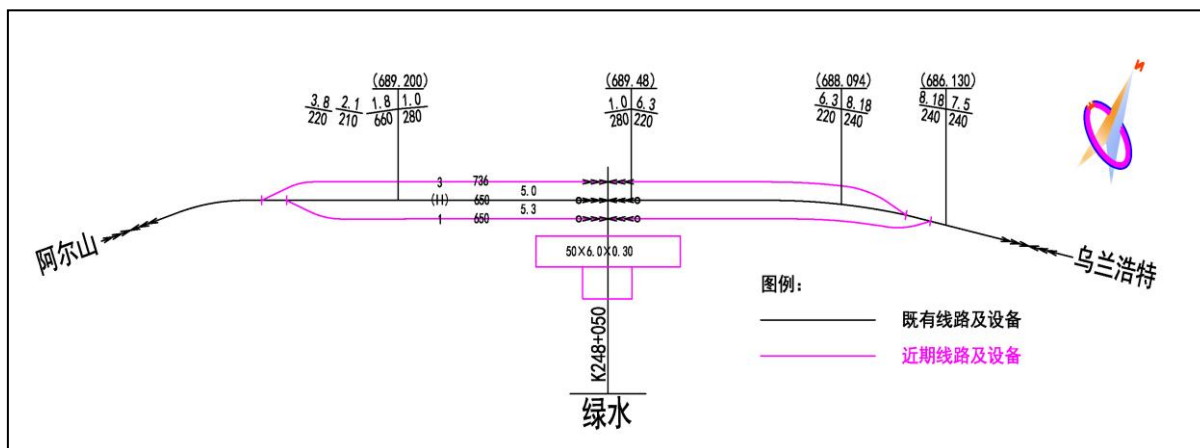 N
(689.200)
(689.48)
(688.094)
(686.130)
3.8 2.1 1.8 1.0
220 210 660 280
1.0 6.3
280 220
6.3 8.18
220 240
8.18 7.5
240 240
3 736
5.0
(II) 650
5.3
1 650
50×6.0×0.30
阿尔山
乌兰浩特
图例：
既有线路及设备
近期线路及设备
K248+050
绿水